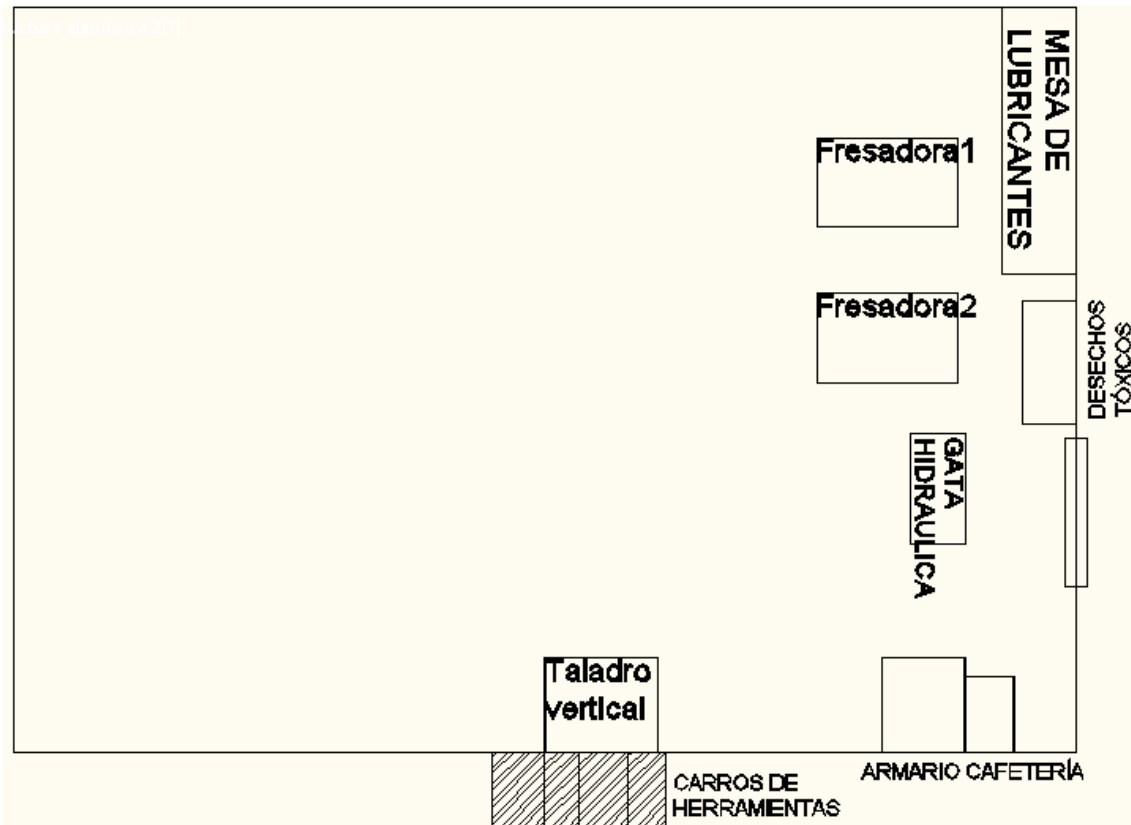 MESA DE
LUBRICANTES
Fresadora1
Fresadora2
DESECHOS
TÓXICOS
GATA
HIDRAULICA
Taladro
vertical
ARMARIO CAFETERÍA
CARROS DE
HERRAMIENTAS